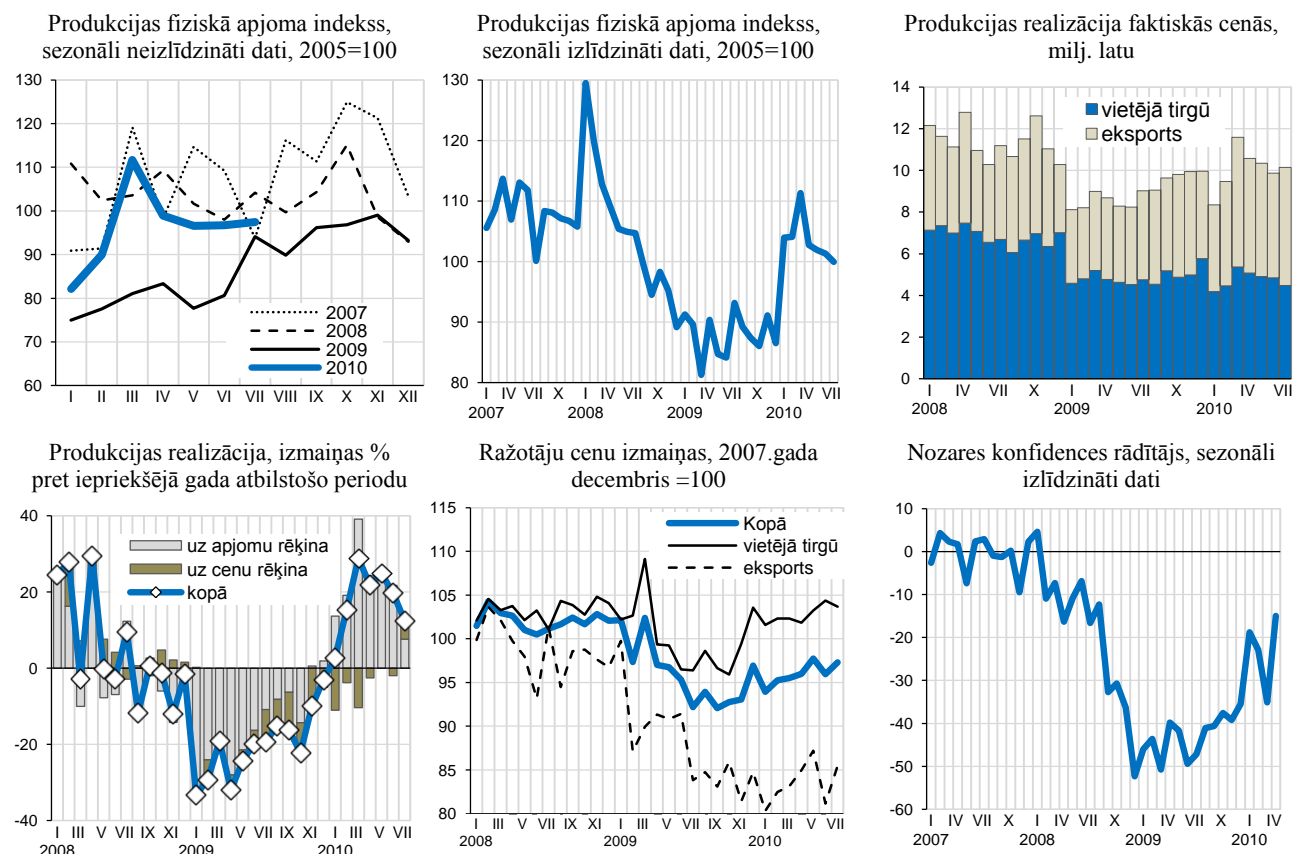 Produkcijas fiziskā apjoma indekss,
sezonāli neizlīdzināti dati, 2005=100
130
120
110
100
90
80
70
60
2007
2008
2009
2010
I II III IV V VI VII VIII IX X XI XII
Produkcijas fiziskā apjoma indekss,
sezonāli izlīdzināti dati, 2005=100
130
120
110
100
90
80
I IV VII X I IV VII X I IV VII X I IV VII
2007 2008 2009 2010
Produkcijas realizācija faktiskās cenās,
milj. latu
14
12
10
8
6
4
2
0
vietējā tirgū
eksports
I IV VII X I IV VII X I IV VII
2008 2009 2010
Produkcijas realizācija, izmaiņas %
pret iepriekšējā gada atbilstošo periodu
40
20
0
-20
-40
uz apjomu rēķina
uz cenu rēķina
kopā
I III V VII IX XI I III V VII IX XI I III V VII
2008 2009 2010
Ražotāju cenu izmaiņas, 2007.gada
decembris =100
115
110
105
100
95
90
85
80
Kopā
vietējā tirgū
eksports
I III V VII IX XI I III V VII IX XI I III V VII
2008 2009 2010
Nozares konfidences rādītājs, sezonāli
izlīdzināti dati
10
0
-10
-20
-30
-40
-50
-60
I IV VII X I IV VII X I IV VII X I IV
2007 2008 2009 2010